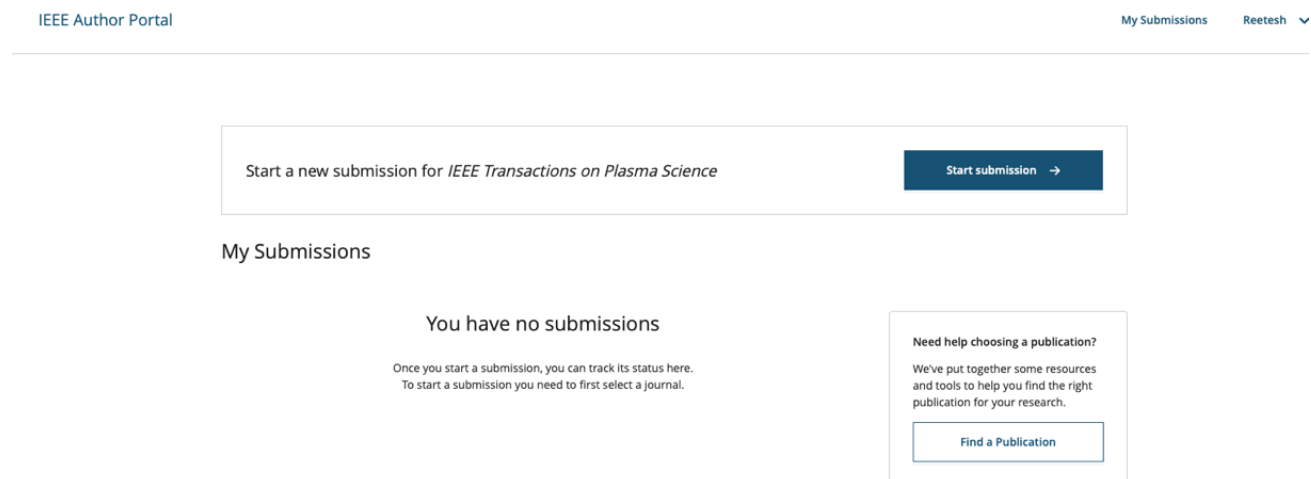 IEEE Author Portal
My Submissions
Reetesh
Start a new submission for IEEE Transactions on Plasma Science
Start submission →
My Submissions
You have no submissions
Once you start a submission, you can track its status here.
To start a submission you need to first select a journal.
Need help choosing a publication?
We've put together some resources
and tools to help you find the right
publication for your research.
Find a Publication